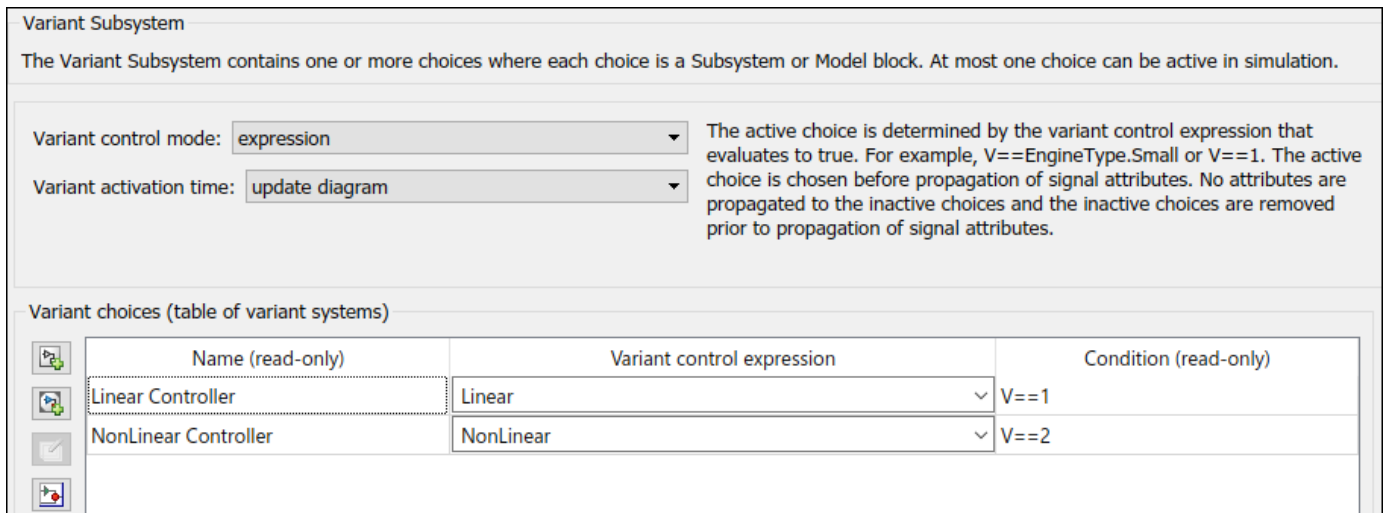 Variant Subsystem
The Variant Subsystem contains one or more choices where each choice is a Subsystem or Model block. At most one choice can be active in simulation.
Variant control mode: expression
Variant activation time: update diagram
The active choice is determined by the variant control expression that
evaluates to true. For example, V==EngineType.Small or V==1. The active
choice is chosen before propagation of signal attributes. No attributes are
propagated to the inactive choices and the inactive choices are removed
prior to propagation of signal attributes.
Variant choices (table of variant systems)
Name (read-only) Variant control expression Condition (read-only)
Linear Controller Linear V==1
NonLinear Controller NonLinear V==2